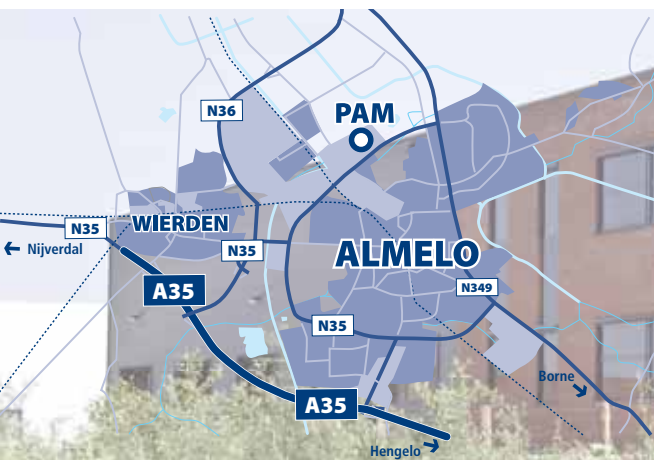 N36
PAM
WIERDEN
N35
Nijverdal
N35
ALMELO
A35
N349
N35
Borne
A35
Hengelo